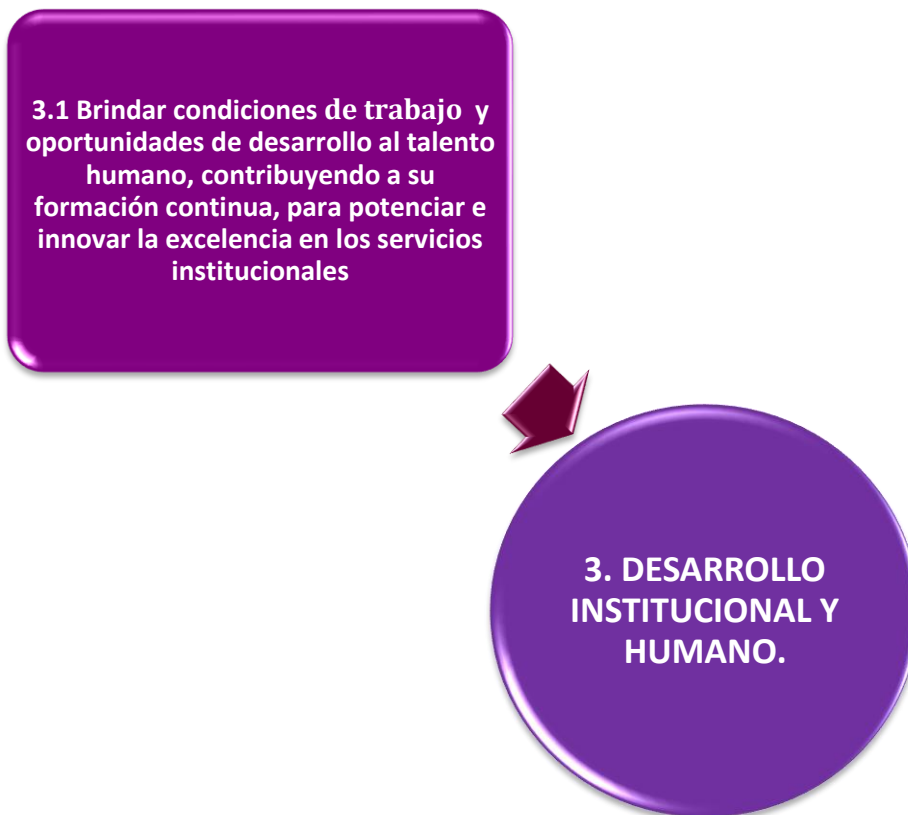 3.1 Brindar condiciones de trabajo y
oportunidades de desarrollo al talento
humano, contribuyendo a su
formación continua, para potenciar e
innovar la excelencia en los servicios
institucionales
3. DESARROLLO
INSTITUCIONAL Y
HUMANO.